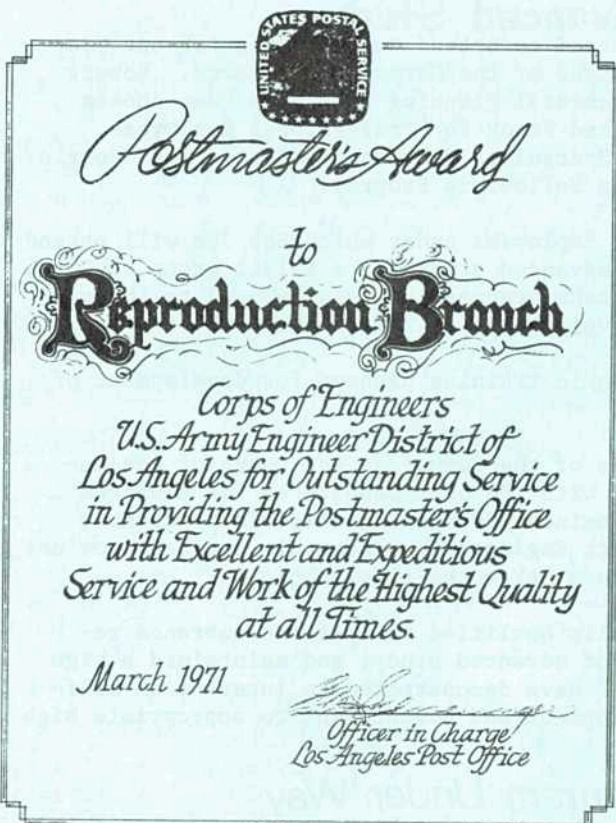 UNITED STATES POSTAL SERVICE
Postmaster's Award
to
Reproduction Branch
Corps of Engineers
U.S. Army Engineer District of
Los Angeles for Outstanding Service
in Providing the Postmaster's Office
with Excellent and Expeditious
Service and Work of the Highest Quality
at all Times.
March 1971
Officer in Charge
Los Angeles Post Office